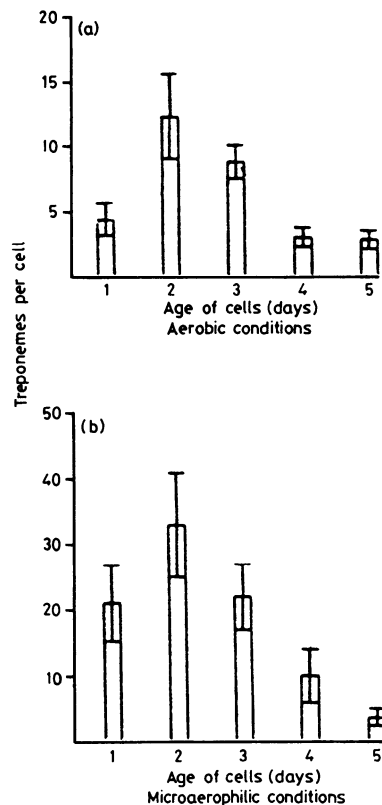 20
(a)
15
10
5
1 2 3 4 5
Age of cells (days)
Aerobic conditions
Treponemes per cell
50
(b)
40
30
20
10
1 2 3 4 5
Age of cells (days)
Microaerophilic conditions